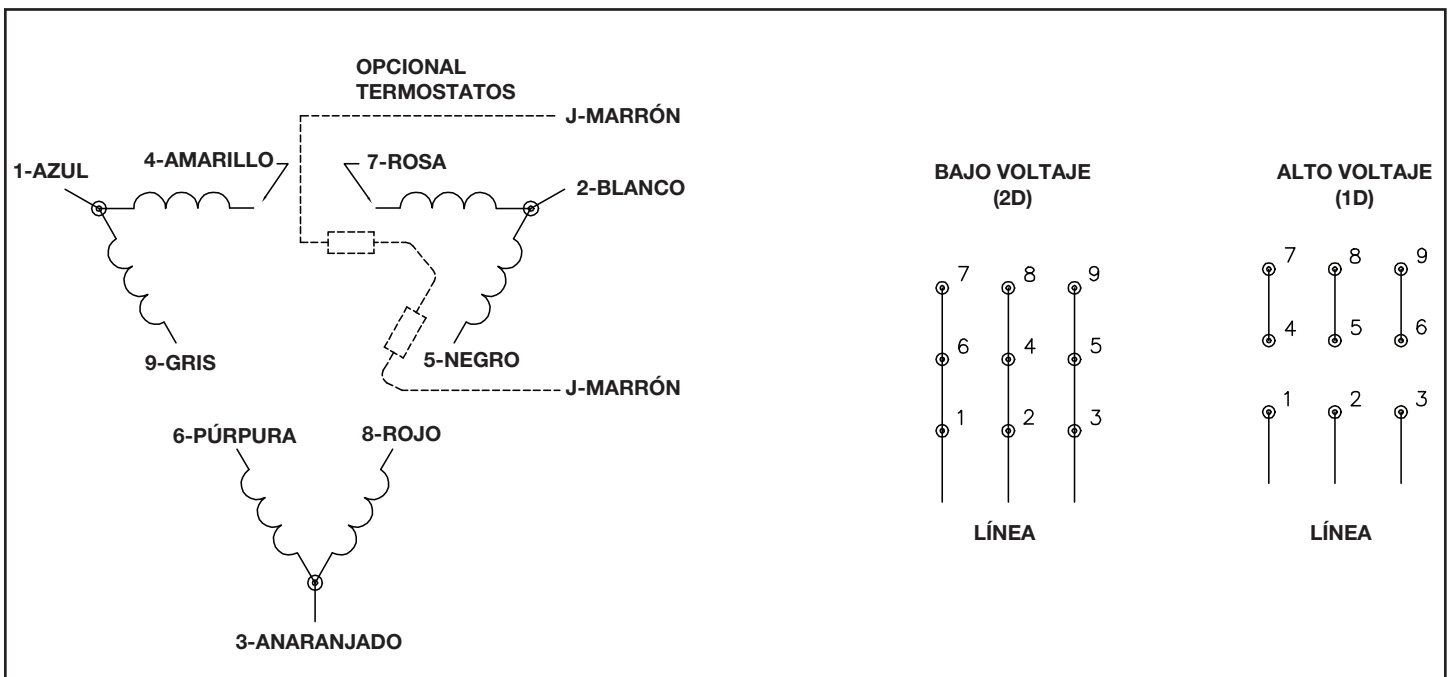 OPCIONAL
TERMOSTATOS
J-MARRÓN
1-AZUL
4-AMARILLO
7-ROSA
2-BLANCO
9-GRIS
5-NEGRO
J-MARRÓN
6-PÚRPURA
8-ROJO
3-ANARANJADO
BAJO VOLTAJE
(2D)
7 8 9
6 4 5
1 2 3
LÍNEA
ALTO VOLTAJE
(1D)
7 8 9
4 5 6
1 2 3
LÍNEA